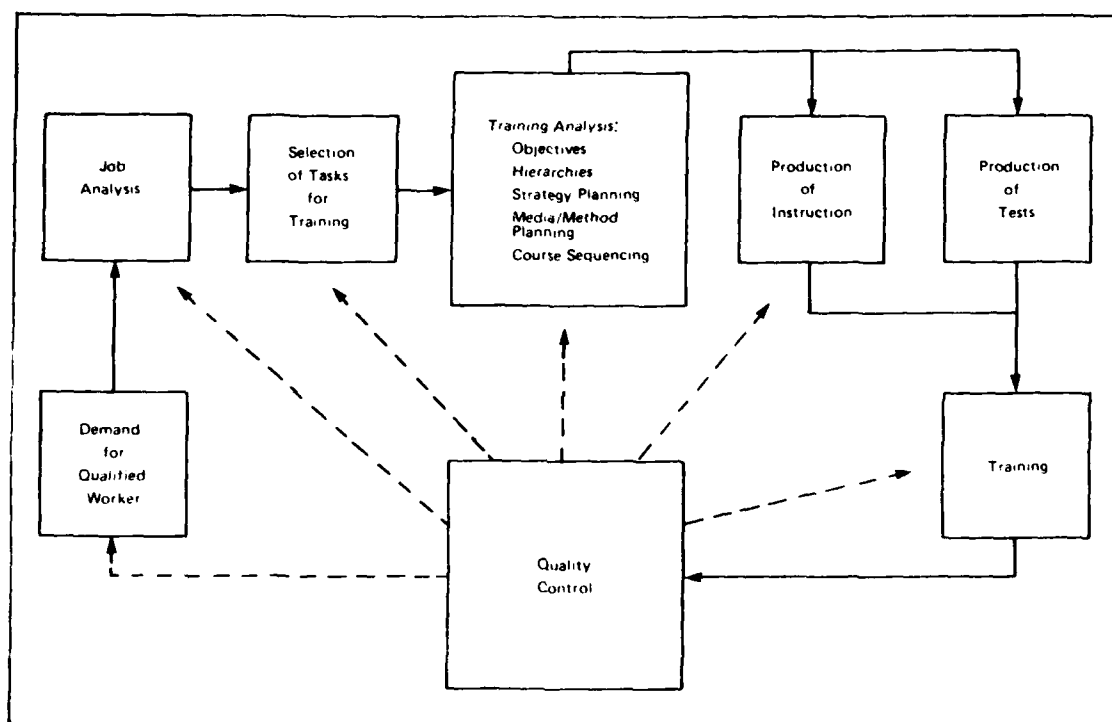 Job
Analysis
Selection
of Tasks
for
Training
Training Analysis:
Objectives
Hierarchies
Strategy Planning
Media/Method
Planning
Course Sequencing
Production
of
Instruction
Production
of
Tests
Demand
for
Qualified
Worker
Quality
Control
Training